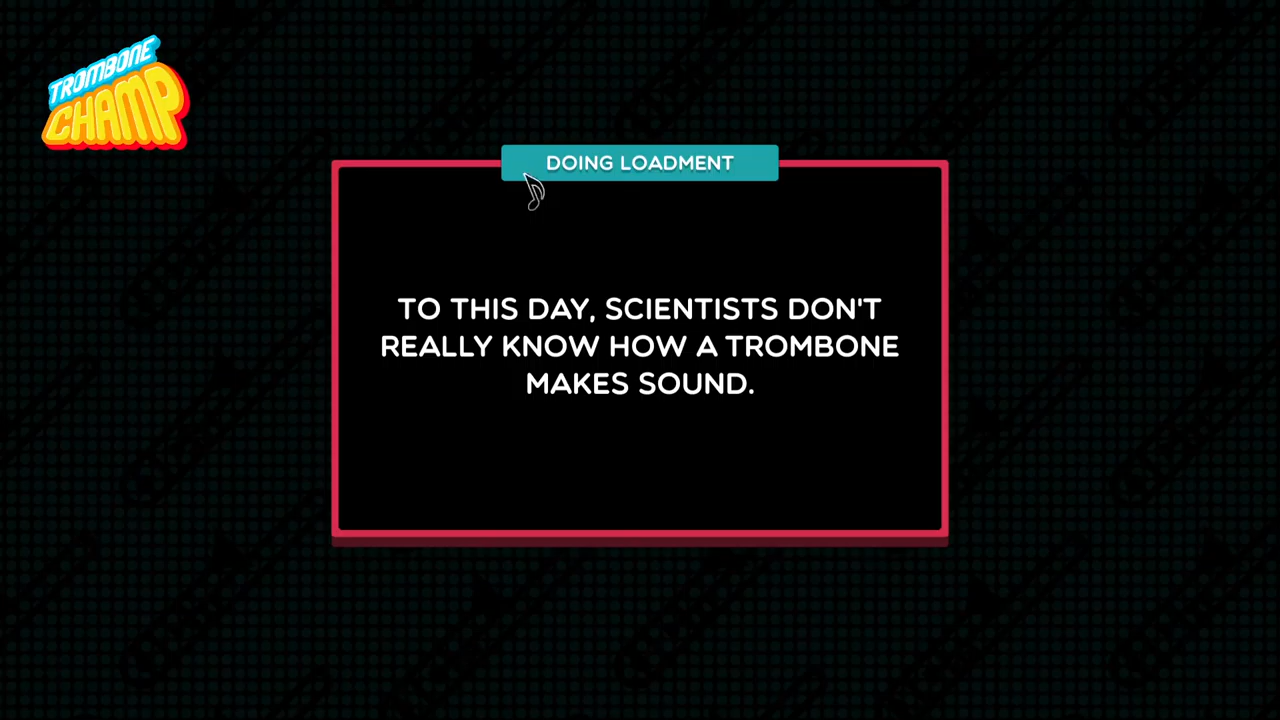 TROMBONE
CHAMP
DOING LOADMENT
TO THIS DAY, SCIENTISTS DON'T
REALLY KNOW HOW A TROMBONE
MAKES SOUND.